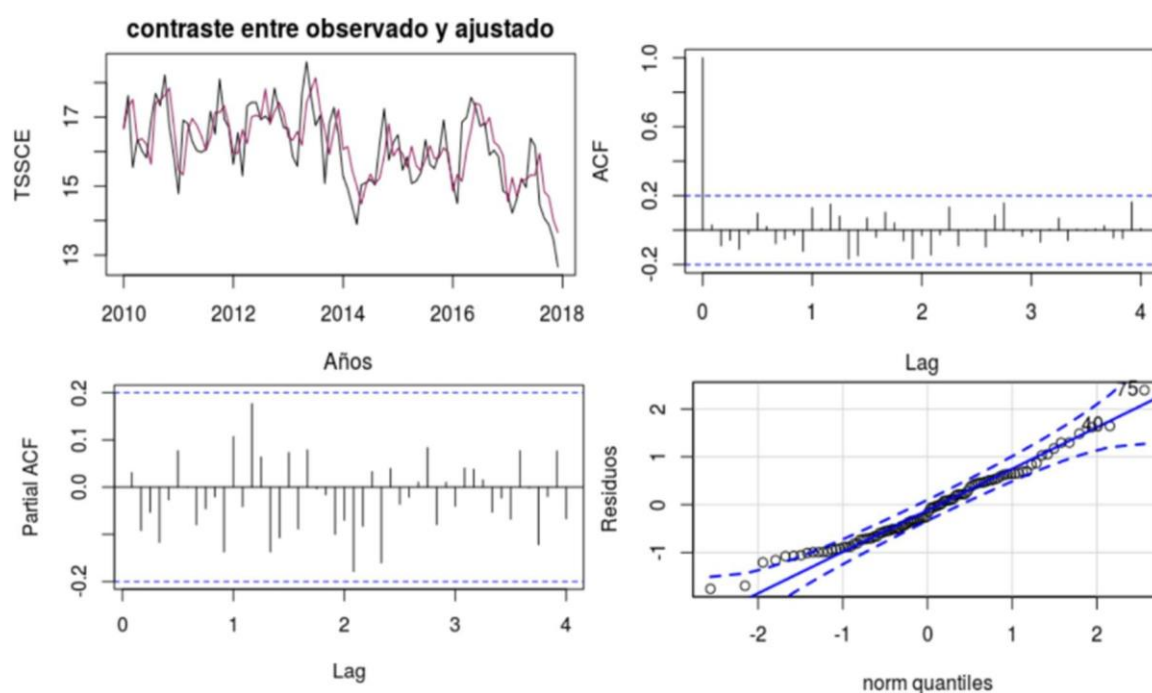 contraste entre observado y ajustado
TSSCE
17
15
13
2010 2012 2014 2016 2018
Años
ACF
1.0
0.6
0.2
-0.2
0 1 2 3 4
Lag
Partial ACF
0.2
0.1
0.0
-0.2
0 1 2 3 4
Lag
Residuos
2
1
0
-1
75
40
-2 -1 0 1 2
norm quantiles